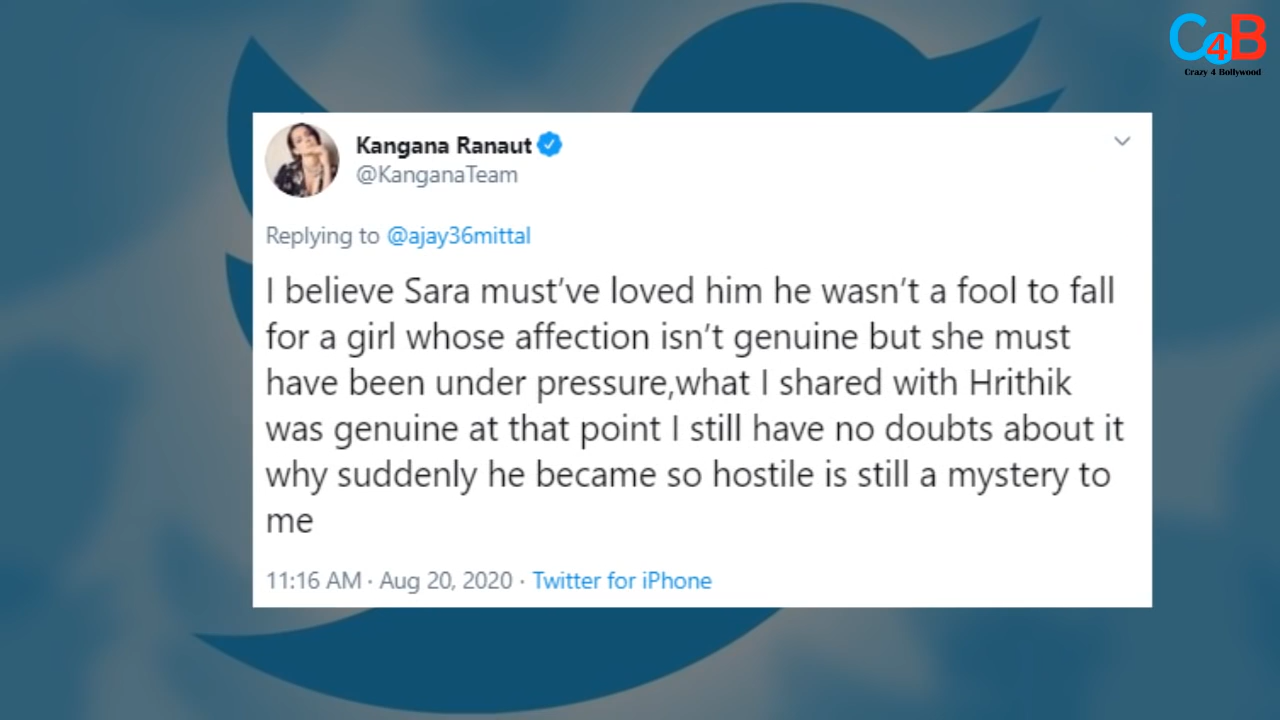 C4B
Crazy 4 Bollywood
Kangana Ranaut
@KanganaTeam
Replying to @ajay36mittal
I believe Sara must’ve loved him he wasn’t a fool to fall
for a girl whose affection isn’t genuine but she must
have been under pressure,what I shared with Hrithik
was genuine at that point I still have no doubts about it
why suddenly he became so hostile is still a mystery to
me
11:16 AM · Aug 20, 2020 · Twitter for iPhone